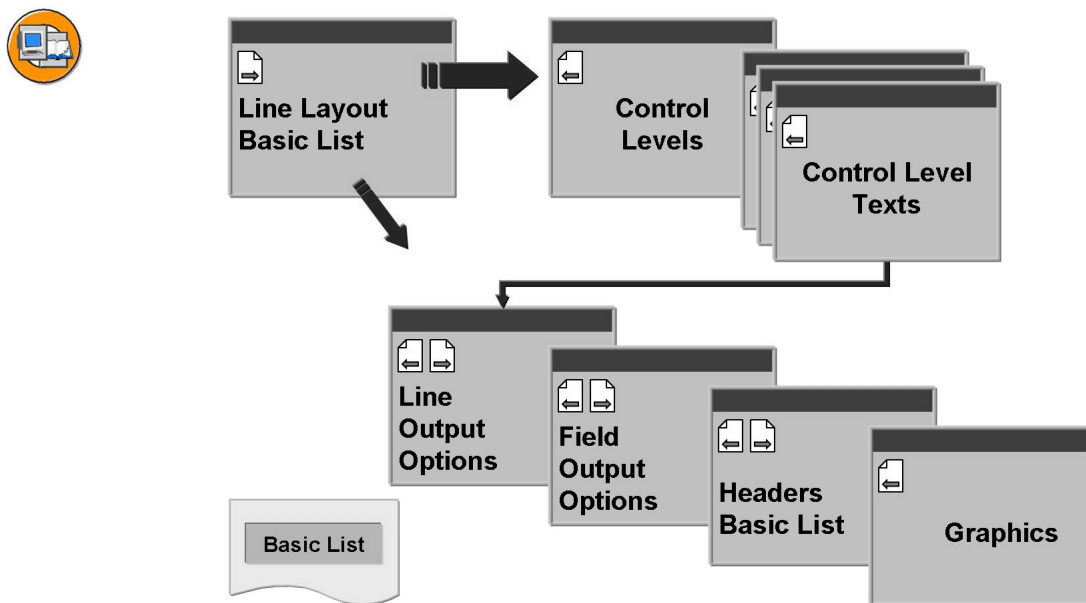 Line Layout
Basic List
Control
Levels
Control Level
Texts
Line
Output
Options
Field
Output
Options
Headers
Basic List
Graphics
Basic List